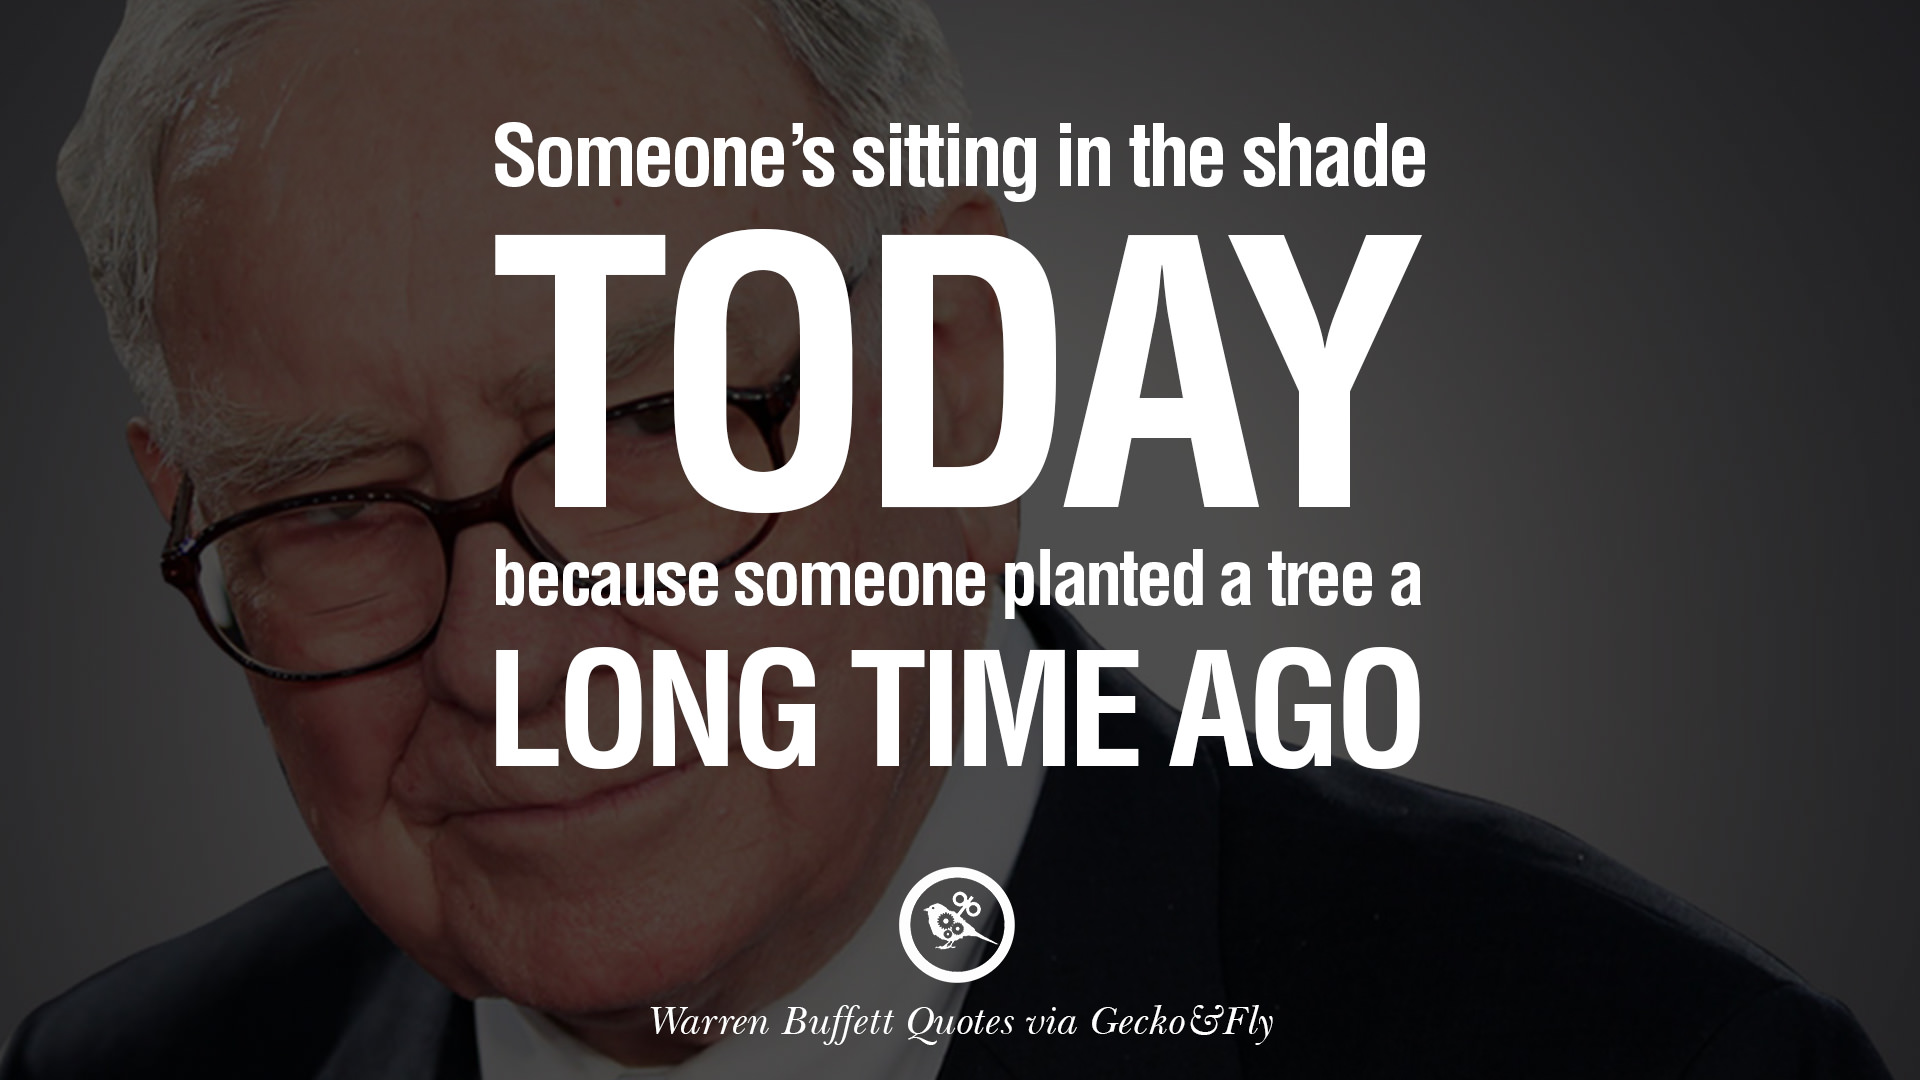 Someone’s sitting in the shade
TODAY
because someone planted a tree a
LONG TIME AGO
Warren Buffett Quotes via Gecko&Fly